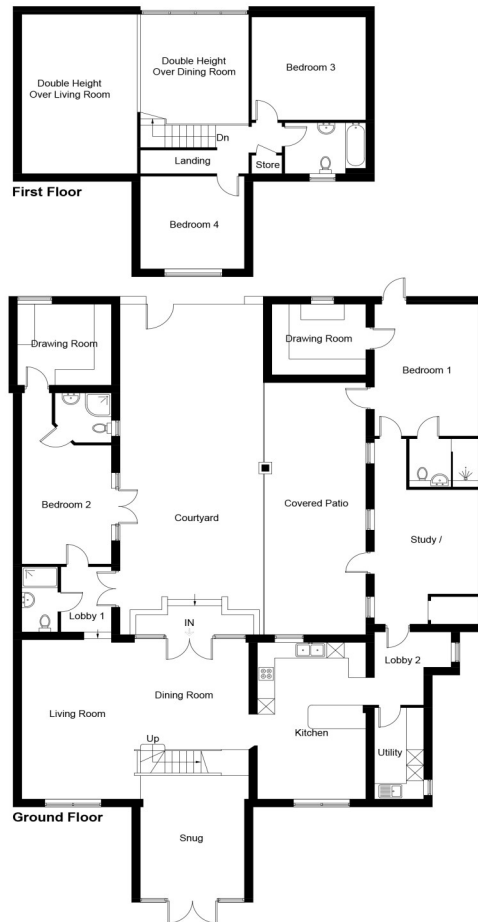 Double Height
Over Living Room
Double Height
Over Dining Room
Bedroom 3
Dn
Landing
Store
First Floor
Bedroom 4
Drawing Room
Drawing Room
Bedroom 1
Bedroom 2
Courtyard
Covered Patio
Study /
Lobby 1
IN
Lobby 2
Living Room
Dining Room
Kitchen
Up
Utility
Ground Floor
Snug